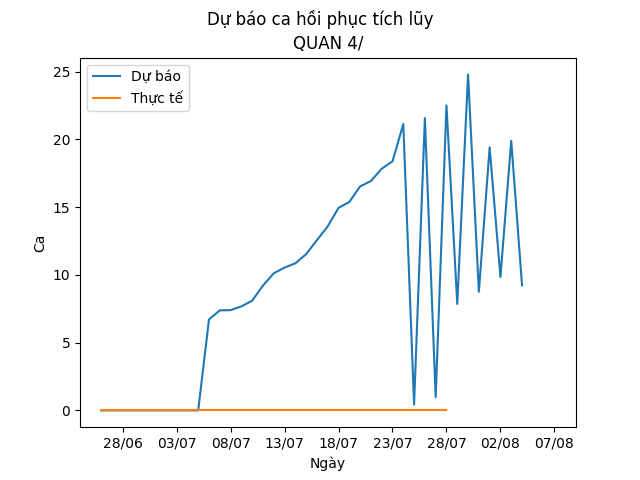 Dự báo ca hồi phục tích lũy
QUAN 4/
Dự báo
Thực tế
25
20
15
10
5
0
Ca
28/06 03/07 08/07 13/07 18/07 23/07 28/07 02/08 07/08
Ngày